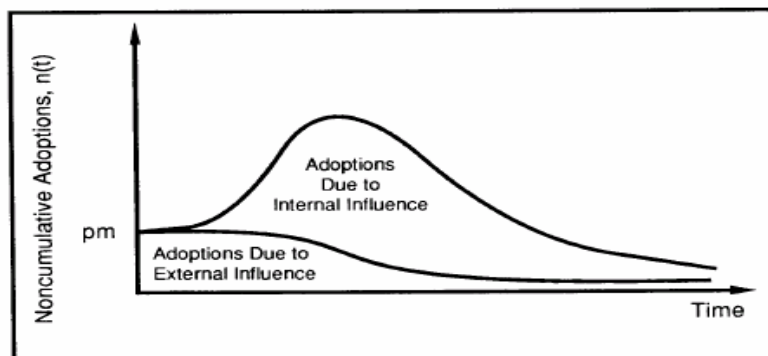 Noncumulative Adoptions, n(t)
Adoptions
Due to
Internal Influence
pm
Adoptions Due to
External Influence
Time